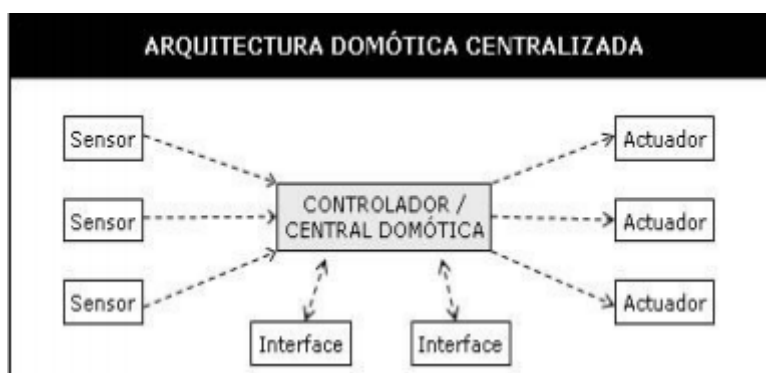 ARQUITECTURA DOMÓTICA CENTRALIZADA
Sensor
Actuador
CONTROLADOR /
CENTRAL DOMÓTICA
Sensor
Actuador
Sensor
Actuador
Interface
Interface